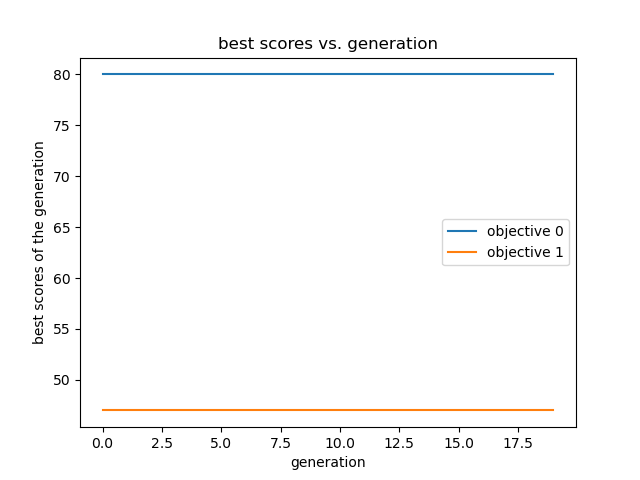 best scores vs. generation
best scores of the generation
80
75
70
65
60
55
50
objective 0
objective 1
0.0 2.5 5.0 7.5 10.0 12.5 15.0 17.5
generation